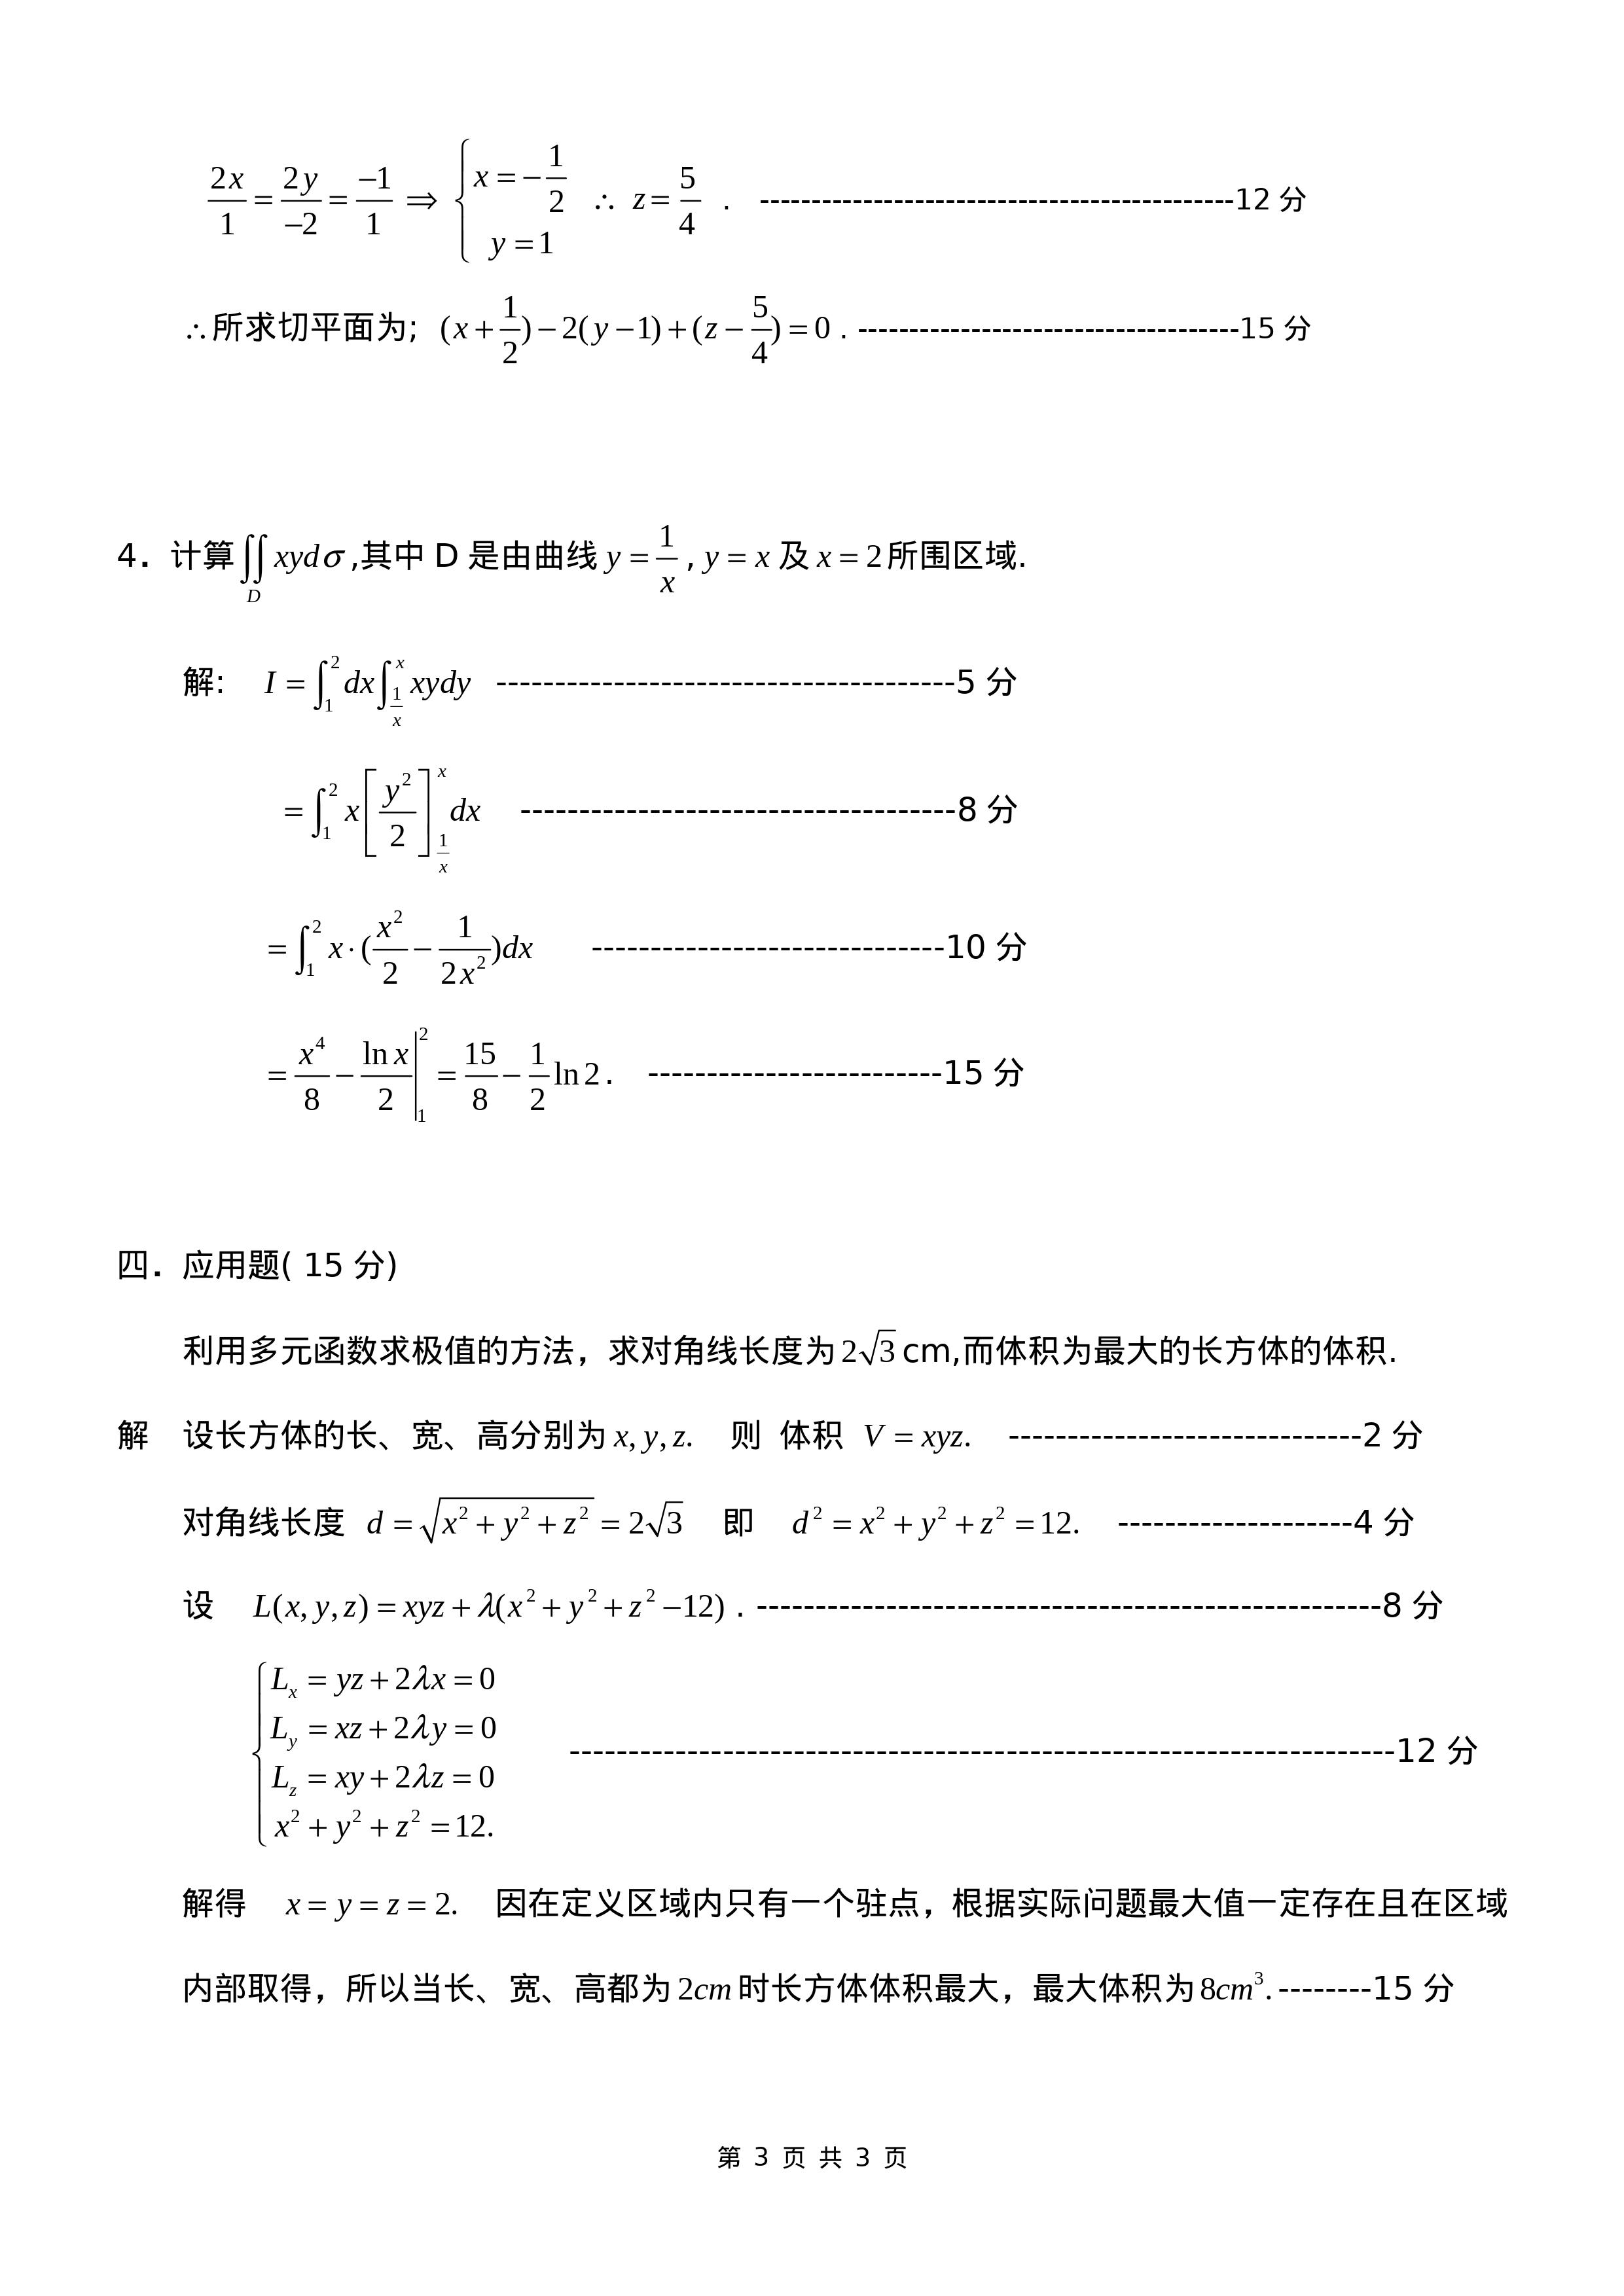 $\frac{2x}{1}=\frac{2y}{-2}=\frac{-1}{1}\Rightarrow\begin{cases}x=-\frac{1}{2}\\y=1\end{cases}\therefore z=\frac{5}{4}$ . ----------------------------------------12 分
∴所求切平面为; $(x+\frac{1}{2})-2(y-1)+(z-\frac{5}{4})=0$ . --------------------------------15 分
4．计算 $\iint\limits_{D}xyd\sigma$ ,其中 D 是由曲线 $y=\frac{1}{x}$ , $y=x$ 及 $x=2$ 所围区域.
解: $I=\int_{1}^{2}dx\int_{\frac{1}{x}}^{x}xydy$ ---------------------------------------5 分
$=\int_{1}^{2}x\left[\frac{y^{2}}{2}\right]_{\frac{1}{x}}^{x}dx$ -------------------------------------8 分
$=\int_{1}^{2}x\cdot(\frac{x^{2}}{2}-\frac{1}{2x^{2}})dx$ ------------------------------10 分
$=\frac{x^{4}}{8}-\frac{\ln x}{2}\Big|_{1}^{2}=\frac{15}{8}-\frac{1}{2}\ln 2$ . -------------------------15 分
四．应用题( 15 分)
利用多元函数求极值的方法，求对角线长度为 $2\sqrt{3}$ cm,而体积为最大的长方体的体积.
解 设长方体的长、宽、高分别为 $x,y,z.$ 则 体积 $V=xyz.$ ------------------------------2 分
对角线长度 $d=\sqrt{x^{2}+y^{2}+z^{2}}=2\sqrt{3}$ 即 $d^{2}=x^{2}+y^{2}+z^{2}=12.$ --------------------4 分
设 $L(x,y,z)=xyz+\lambda(x^{2}+y^{2}+z^{2}-12)$ . -----------------------------------------------------8 分
$\begin{cases}L_{x}=yz+2\lambda x=0\\L_{y}=xz+2\lambda y=0\\L_{z}=xy+2\lambda z=0\\x^{2}+y^{2}+z^{2}=12.\end{cases}$ ----------------------------------------------------------------------12 分
解得 $x=y=z=2.$ 因在定义区域内只有一个驻点，根据实际问题最大值一定存在且在区域
内部取得，所以当长、宽、高都为 $2cm$ 时长方体体积最大，最大体积为 $8cm^{3}.$ --------15 分
第 3 页 共 3 页